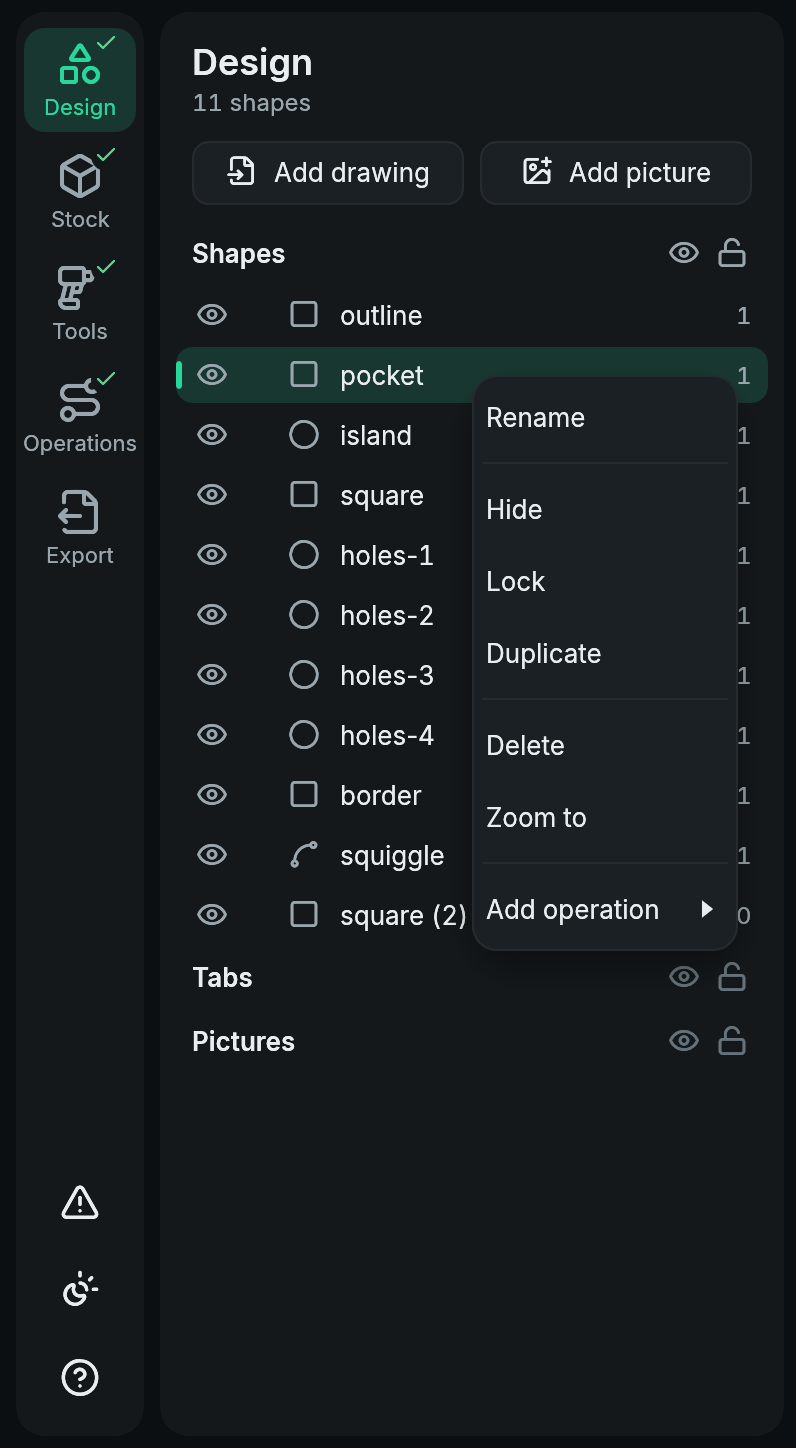 Design
Stock
Tools
Operations
Export
Design
11 shapes
Add drawing
Add picture
Shapes
outline 1
pocket 1
island 1
square 1
holes-1 1
holes-2 1
holes-3 1
holes-4 1
border 1
squiggle 1
square (2) 0
Rename
Hide
Lock
Duplicate
Delete
Zoom to
Add operation
Tabs
Pictures